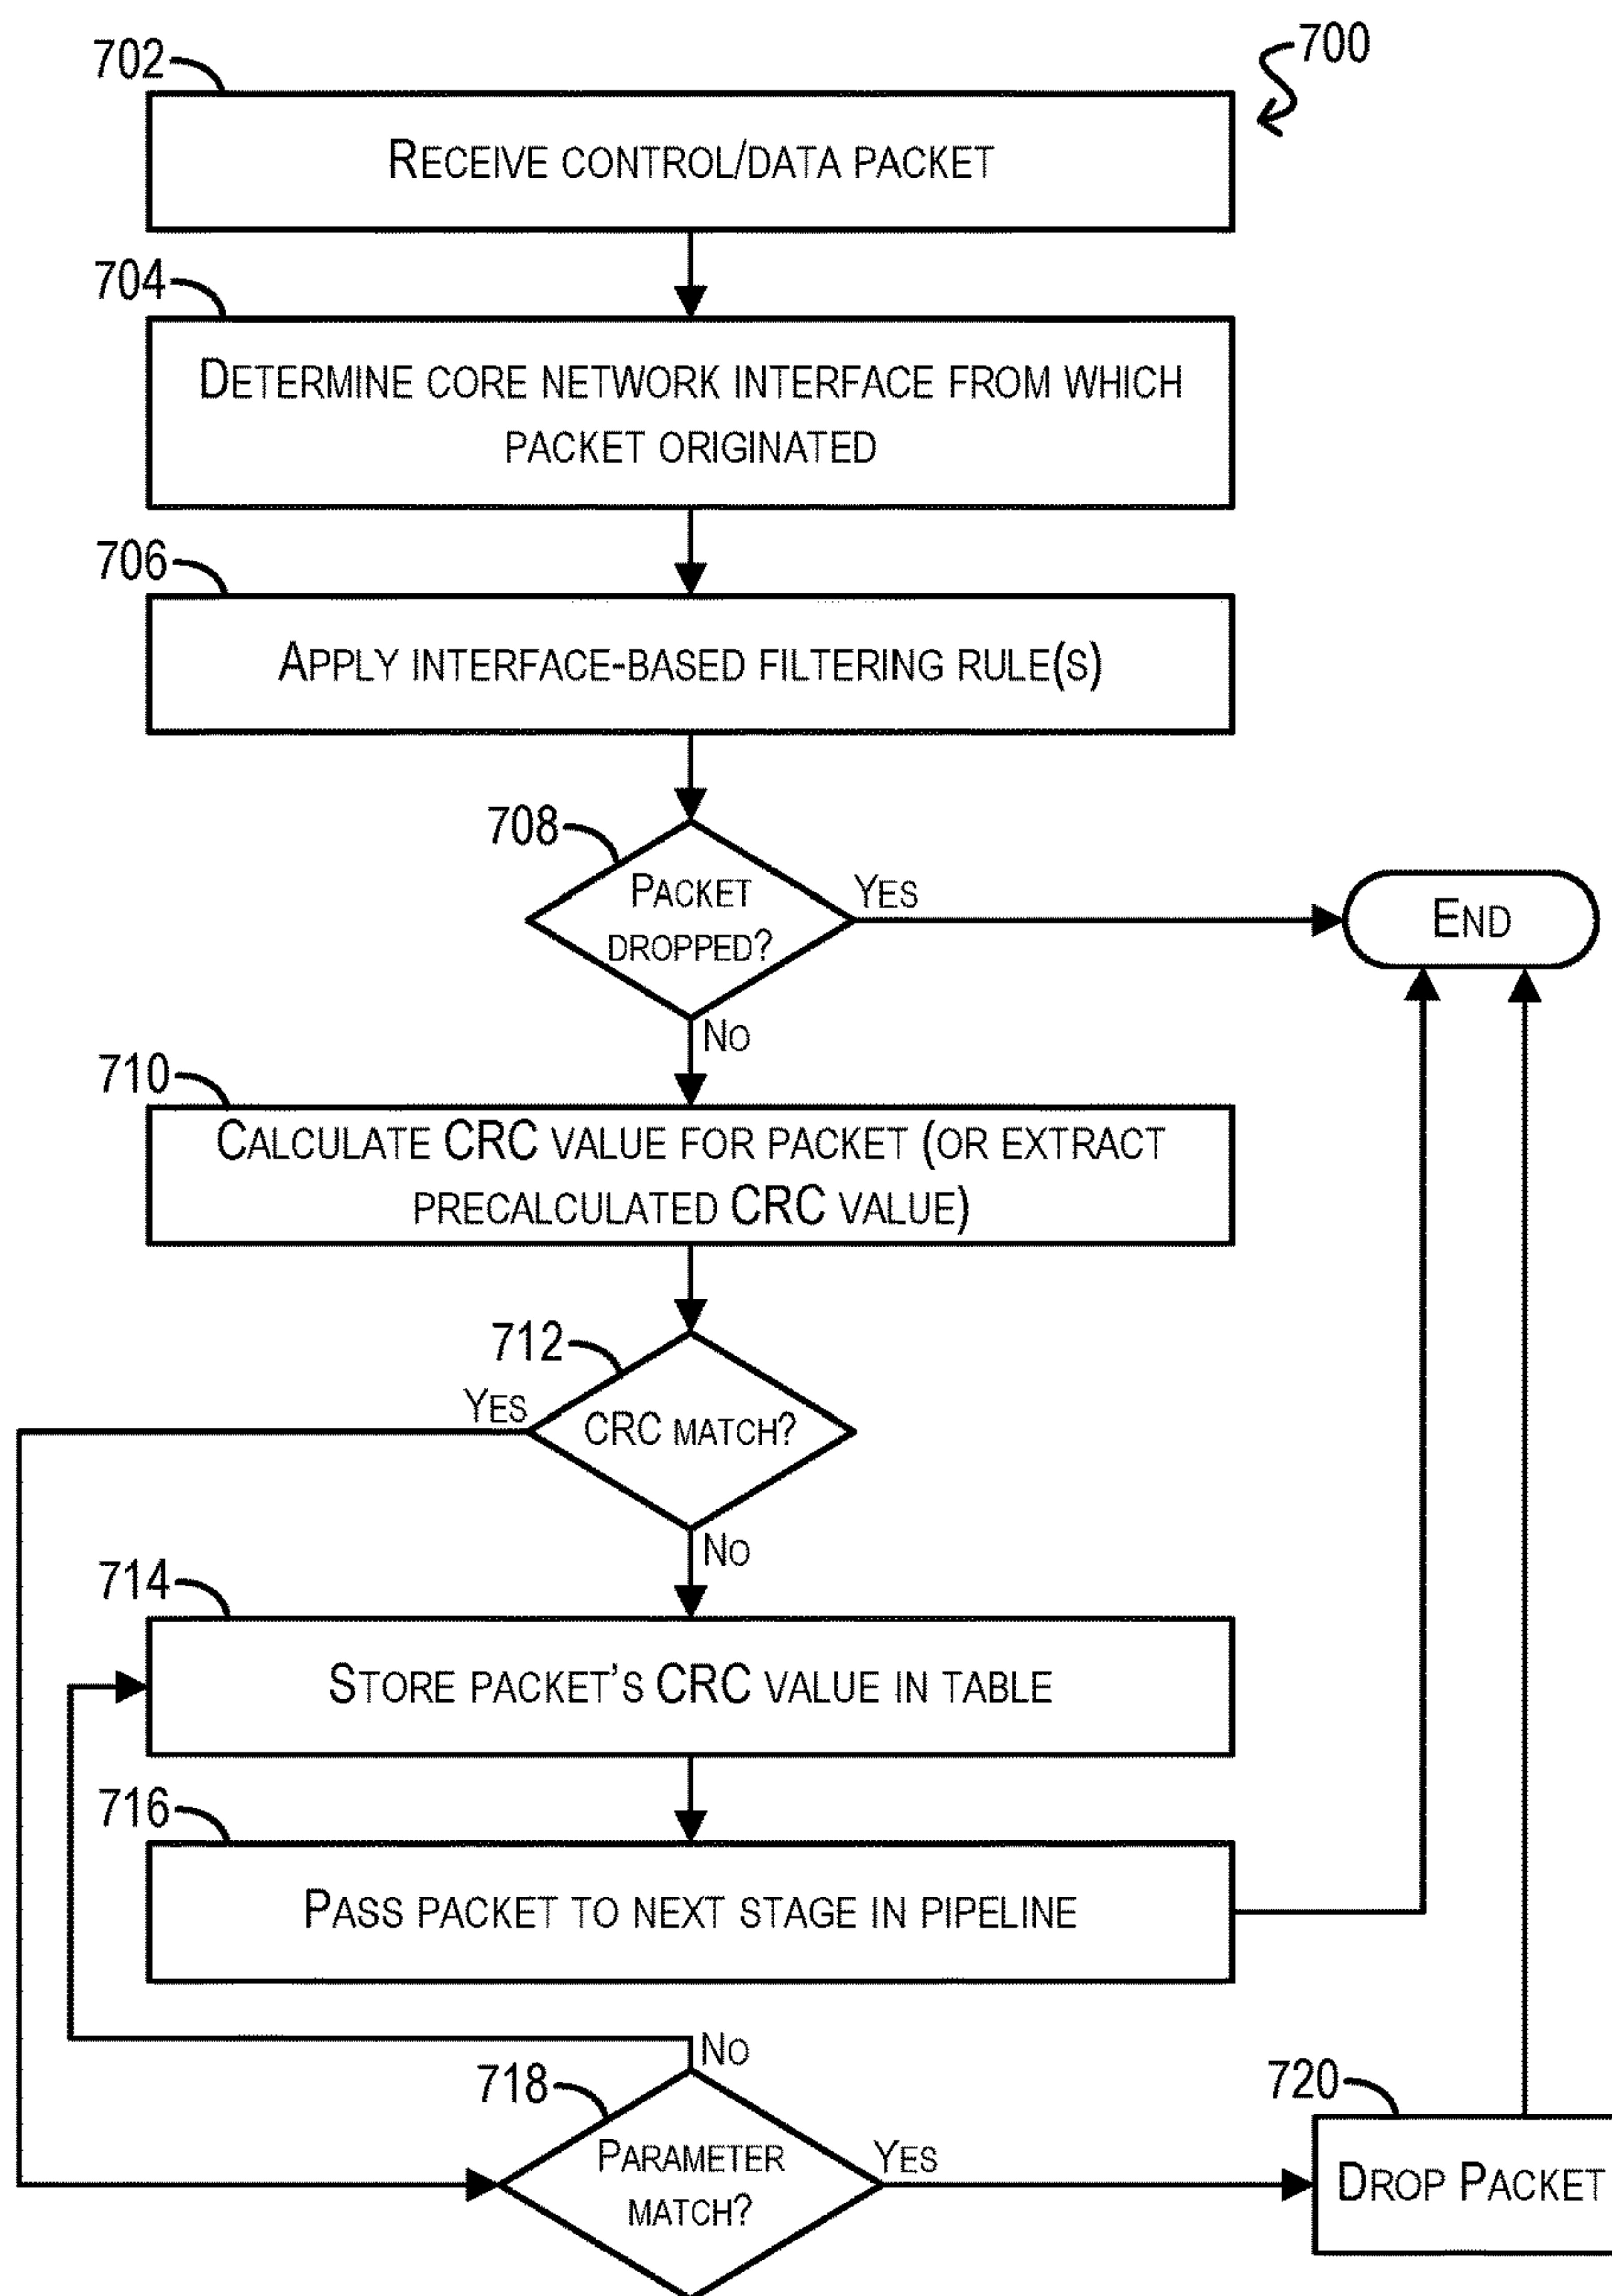 702
700
RECEIVE CONTROL/DATA PACKET
704
DETERMINE CORE NETWORK INTERFACE FROM WHICH
PACKET ORIGINATED
706
APPLY INTERFACE-BASED FILTERING RULE(S)
708
PACKET
DROPPED?
YES
END
NO
710
CALCULATE CRC VALUE FOR PACKET (OR EXTRACT
PRECALCULATED CRC VALUE)
712
YES
CRC MATCH?
NO
714
STORE PACKET'S CRC VALUE IN TABLE
716
PASS PACKET TO NEXT STAGE IN PIPELINE
NO
718
720
PARAMETER
MATCH?
YES
DROP PACKET